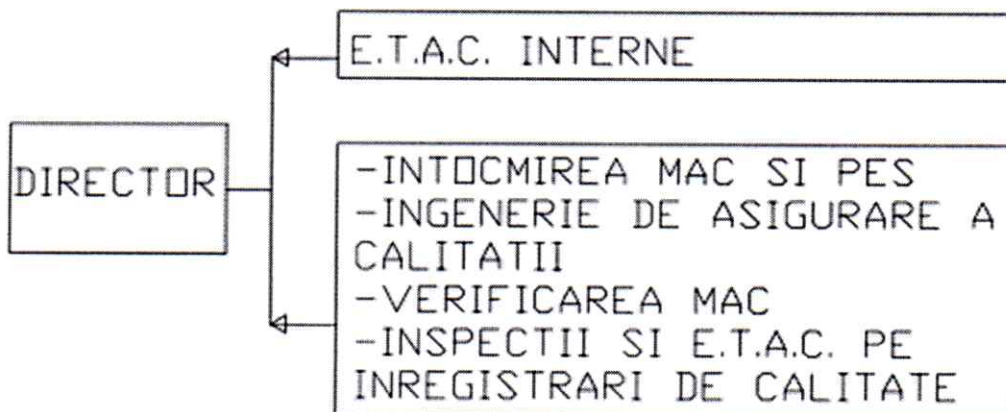 E.T.A.C. INTERNE
DIRECTOR
-INTOCMIREA MAC SI PES
-INGENERIE DE ASIGURARE A
CALITATII
-VERIFICAREA MAC
-INSPECTII SI E.T.A.C. PE
INREGISTRARI DE CALITATE